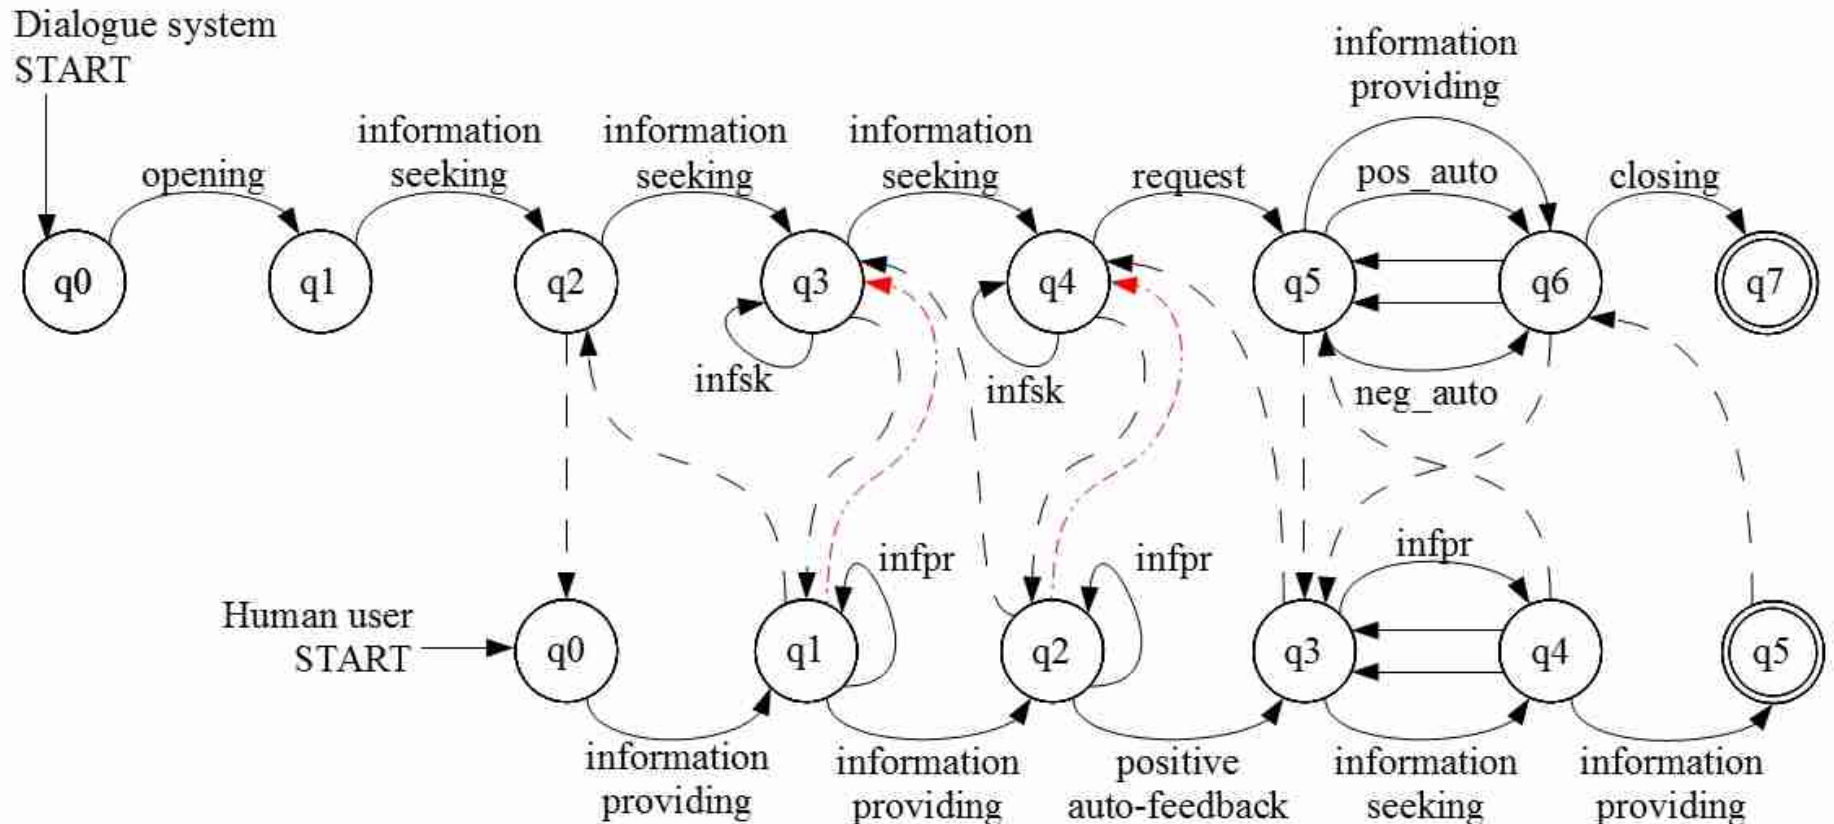 Dialogue system
START
information
providing
information
seeking
information
seeking
information
seeking
opening
request
pos_auto
closing
q0
q1
q2
q3
q4
q5
q6
q7
infsk
infsk
neg_auto
infpr
infpr
infpr
Human user
START
q0
q1
q2
q3
q4
q5
information
providing
information
providing
positive
auto-feedback
information
seeking
information
providing